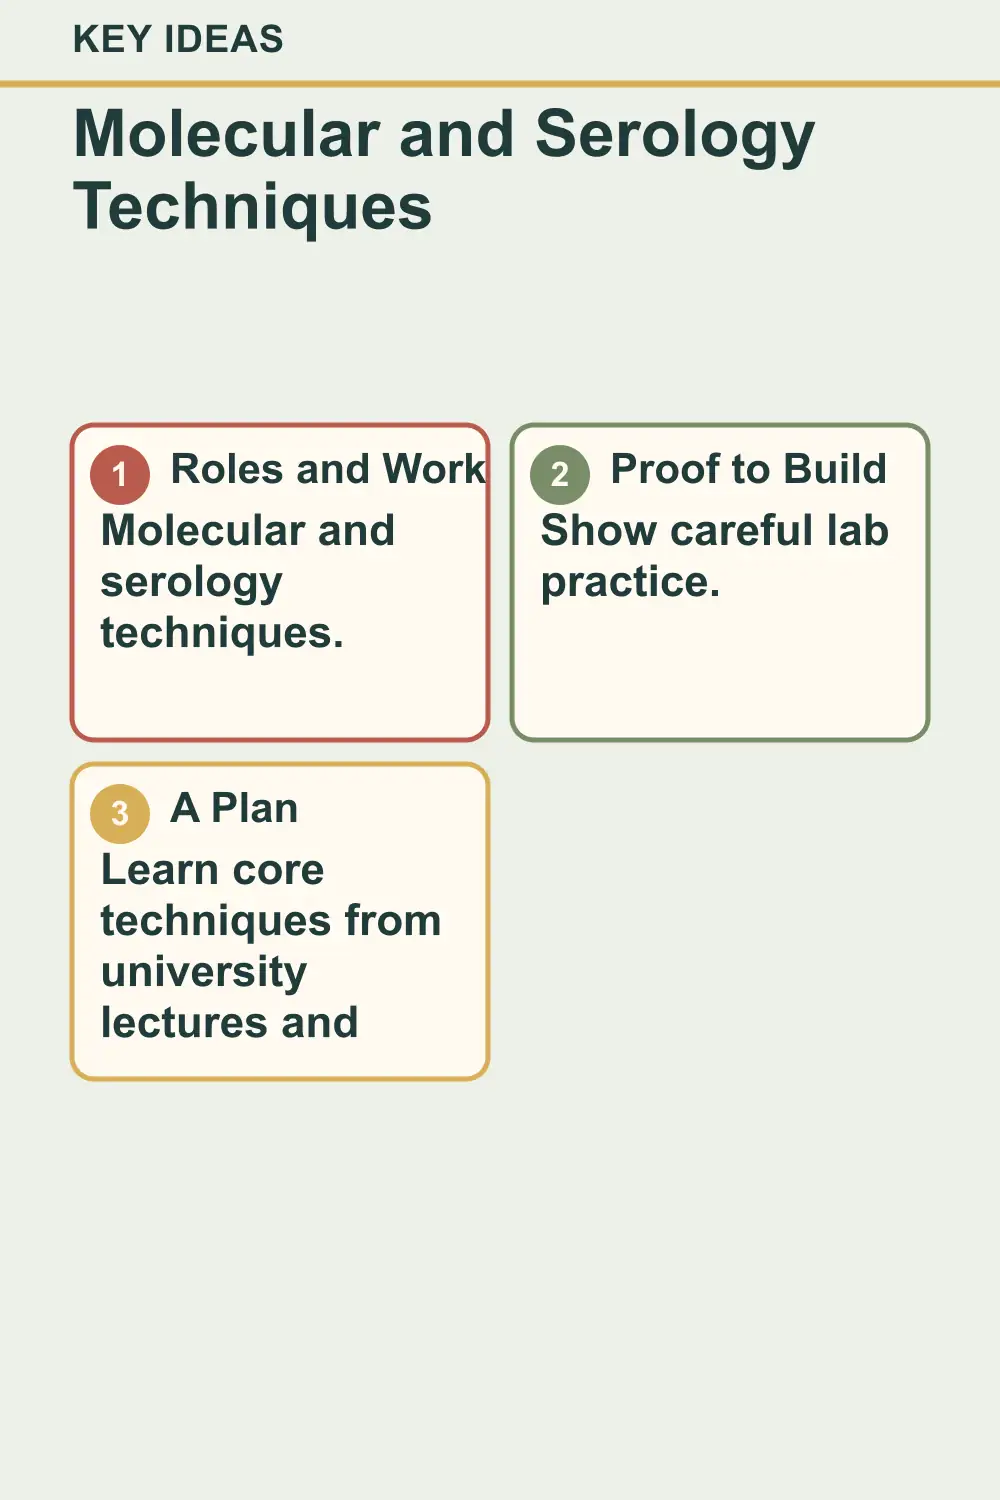 KEY IDEAS
Molecular and Serology
Techniques
1 Roles and Work
Molecular and
serology
techniques.
2 Proof to Build
Show careful lab
practice.
3 A Plan
Learn core
techniques from
university
lectures and